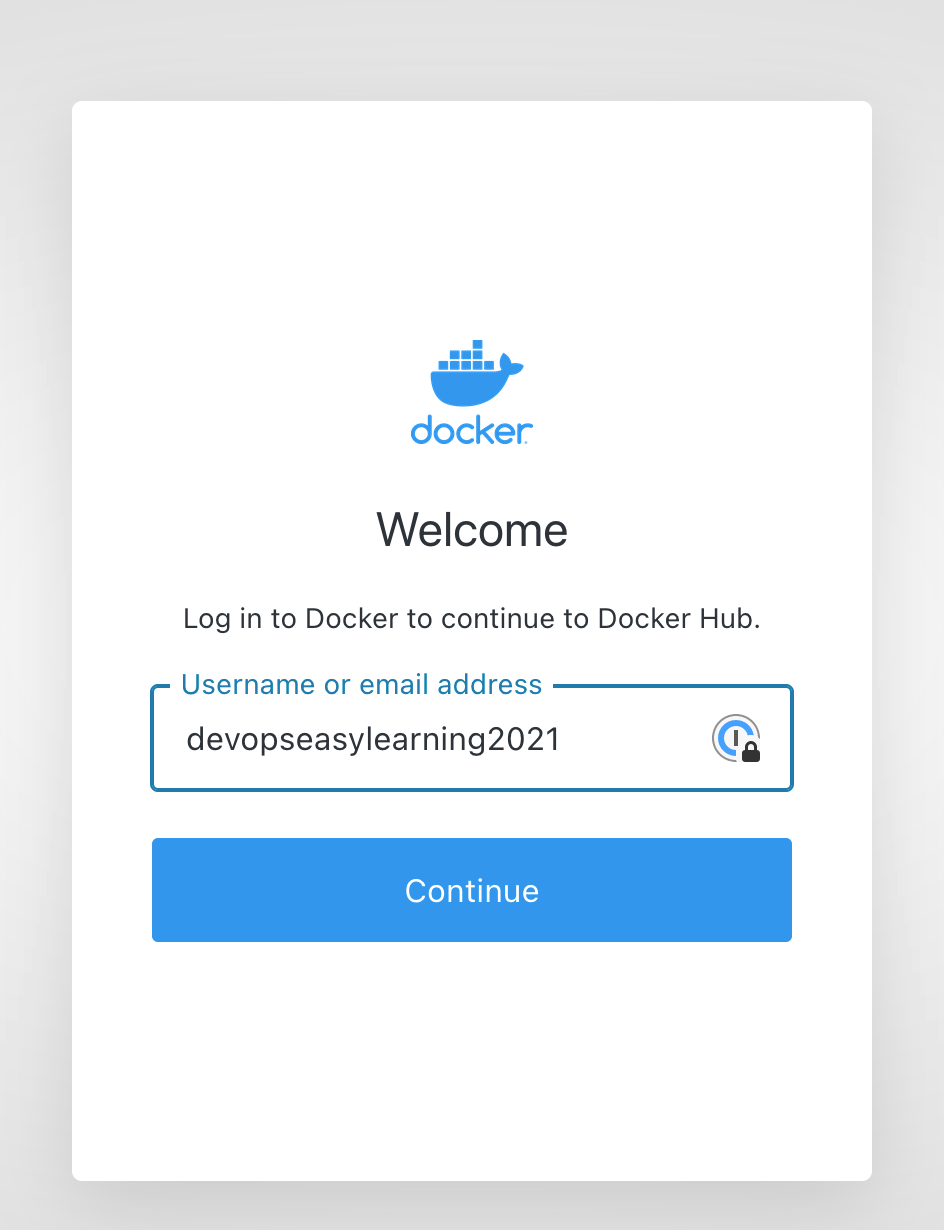 docker
Welcome
Log in to Docker to continue to Docker Hub.
Username or email address
devopseasylearning2021
Continue